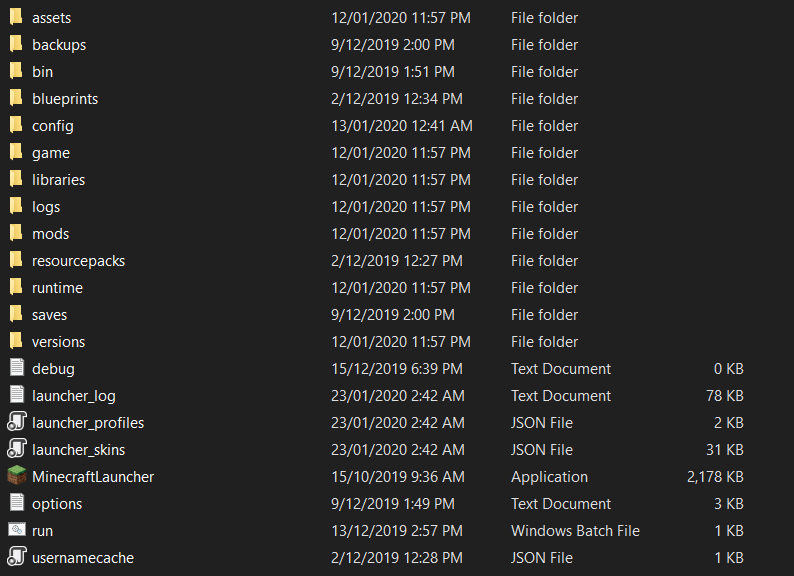 assets 12/01/2020 11:57 PM File folder
backups 9/12/2019 2:00 PM File folder
bin 9/12/2019 1:51 PM File folder
blueprints 2/12/2019 12:34 PM File folder
config 13/01/2020 12:41 AM File folder
game 12/01/2020 11:57 PM File folder
libraries 12/01/2020 11:57 PM File folder
logs 12/01/2020 11:57 PM File folder
mods 12/01/2020 11:57 PM File folder
resourcepacks 2/12/2019 12:27 PM File folder
runtime 12/01/2020 11:57 PM File folder
saves 9/12/2019 2:00 PM File folder
versions 12/01/2020 11:57 PM File folder
debug 15/12/2019 6:39 PM Text Document 0 KB
launcher_log 23/01/2020 2:42 AM Text Document 78 KB
launcher_profiles 23/01/2020 2:42 AM JSON File 2 KB
launcher_skins 23/01/2020 2:42 AM JSON File 31 KB
MinecraftLauncher 15/10/2019 9:36 AM Application 2,178 KB
options 9/12/2019 1:49 PM Text Document 3 KB
run 13/12/2019 2:57 PM Windows Batch File 1 KB
usernamecache 2/12/2019 12:28 PM JSON File 1 KB